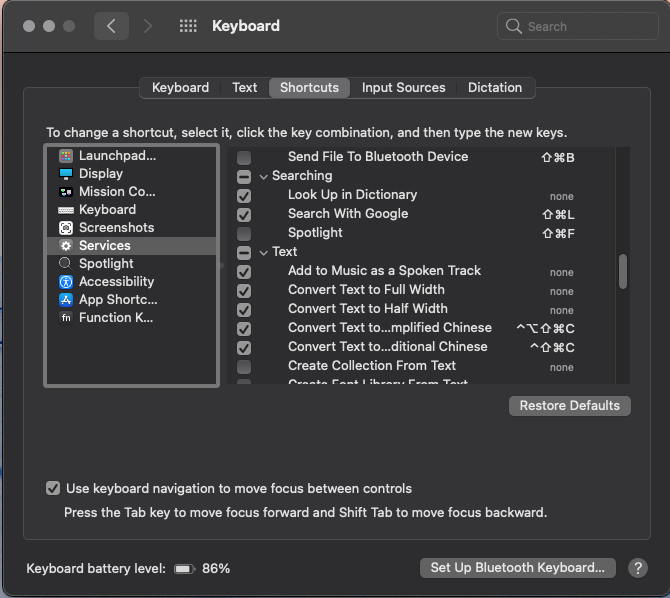 Keyboard
Search
Keyboard Text Shortcuts Input Sources Dictation
To change a shortcut, select it, click the key combination, and then type the new keys.
Launchpad...
Display
Mission Co...
Keyboard
Screenshots
Services
Spotlight
Accessibility
App Shortc...
fn Function K...
Send File To Bluetooth Device ⇧⌘B
Searching
Look Up in Dictionary none
Search With Google ⇧⌘L
Spotlight ⇧⌘F
Text
Add to Music as a Spoken Track none
Convert Text to Full Width none
Convert Text to Half Width none
Convert Text to...mplified Chinese ^⌥⇧⌘C
Convert Text to...ditional Chinese ^⇧⌘C
Create Collection From Text none
Create Font Library From Text
Restore Defaults
Use keyboard navigation to move focus between controls
Press the Tab key to move focus forward and Shift Tab to move focus backward.
Keyboard battery level: 86%
Set Up Bluetooth Keyboard... ?